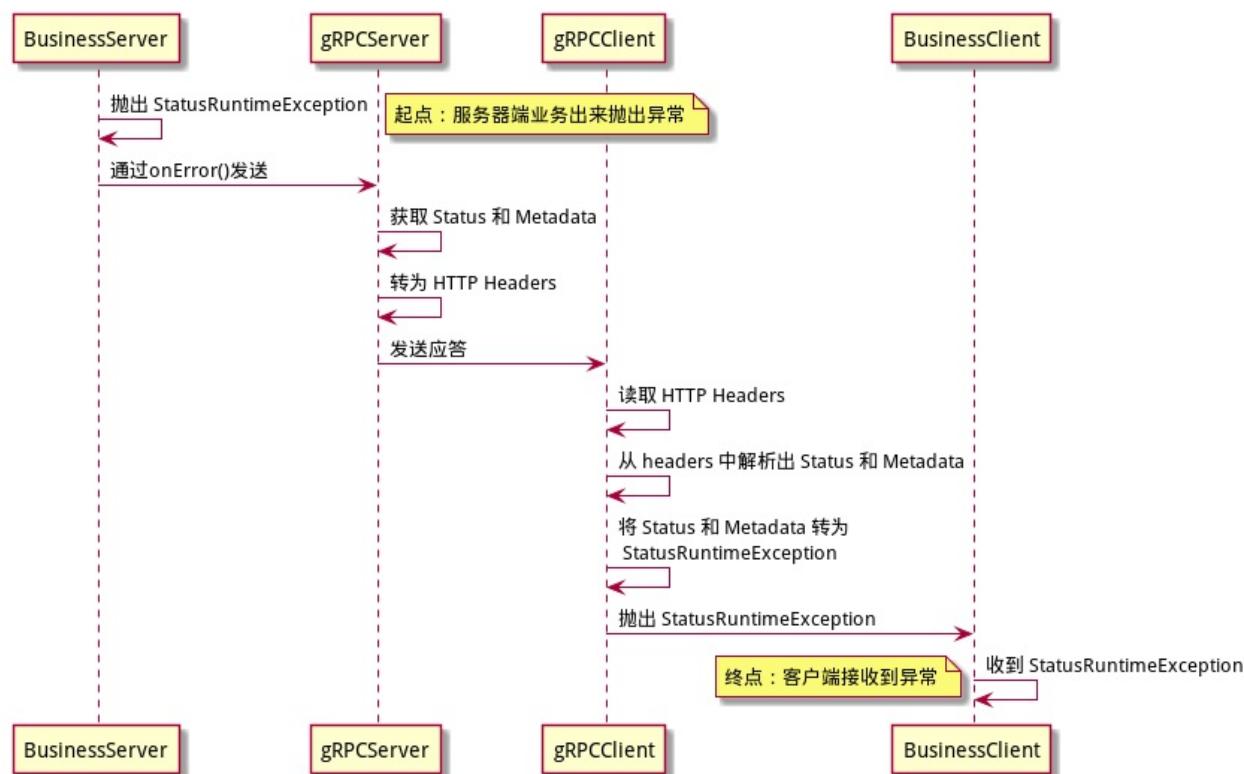 BusinessServer
gRPCServer
gRPCClient
BusinessClient
抛出 StatusRuntimeException
起点：服务器端业务出来抛出异常
通过onError()发送
获取 Status 和 Metadata
转为 HTTP Headers
发送应答
读取 HTTP Headers
从 headers 中解析出 Status 和 Metadata
将 Status 和 Metadata 转为
StatusRuntimeException
抛出 StatusRuntimeException
收到 StatusRuntimeException
终点：客户端接收到异常
BusinessServer
gRPCServer
gRPCClient
BusinessClient